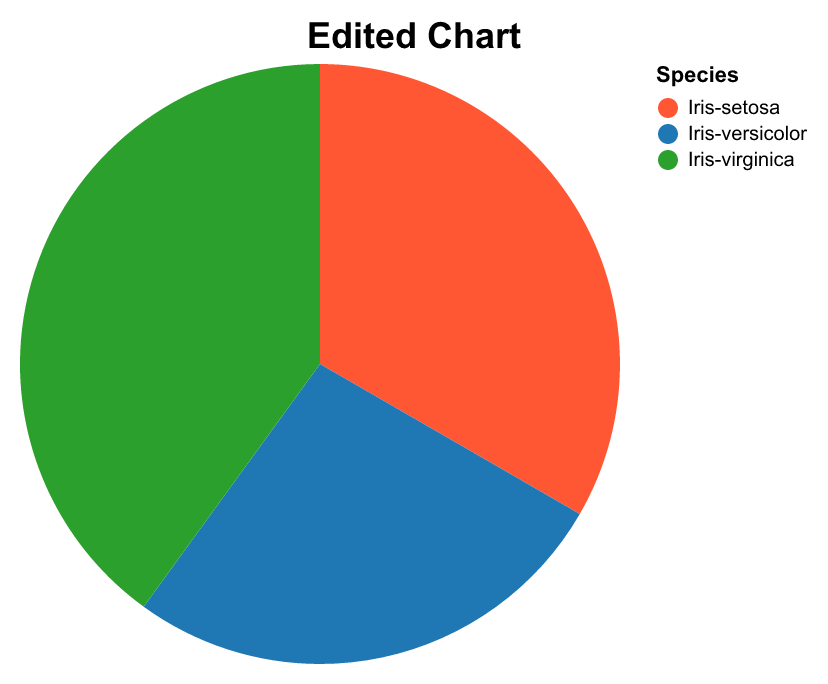 Edited Chart
Species
Iris-setosa
Iris-versicolor
Iris-virginica